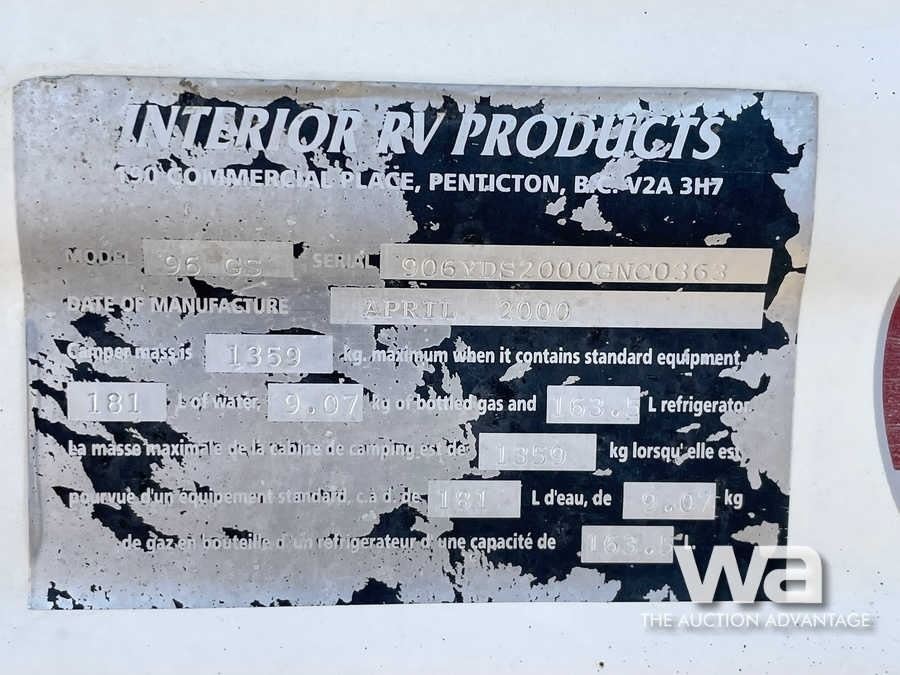 INTERIOR RV PRODUCTS
190 COMMERCIAL PLACE, PENTICTON, B.C. V2A 3H7
MODEL 96 GS SERIAL 906YDS2000GNC0363
DATE OF MANUFACTURE APRIL 2000
Camper mass is 1359 kg. maximum when it contains standard equipment,
181 L of water, 9.07 kg of bottled gas and 163.5 L refrigerator.
La masse maximale de la cabine de camping est de 1359 kg lorsqu'elle est
pourvue d'un équipement standard, c.à d. de 181 L d'eau, de 9.07 kg
de gaz en bouteille d'un réfrigerateur d'une capacité de 163.5 L
wa
THE AUCTION ADVANTAGE